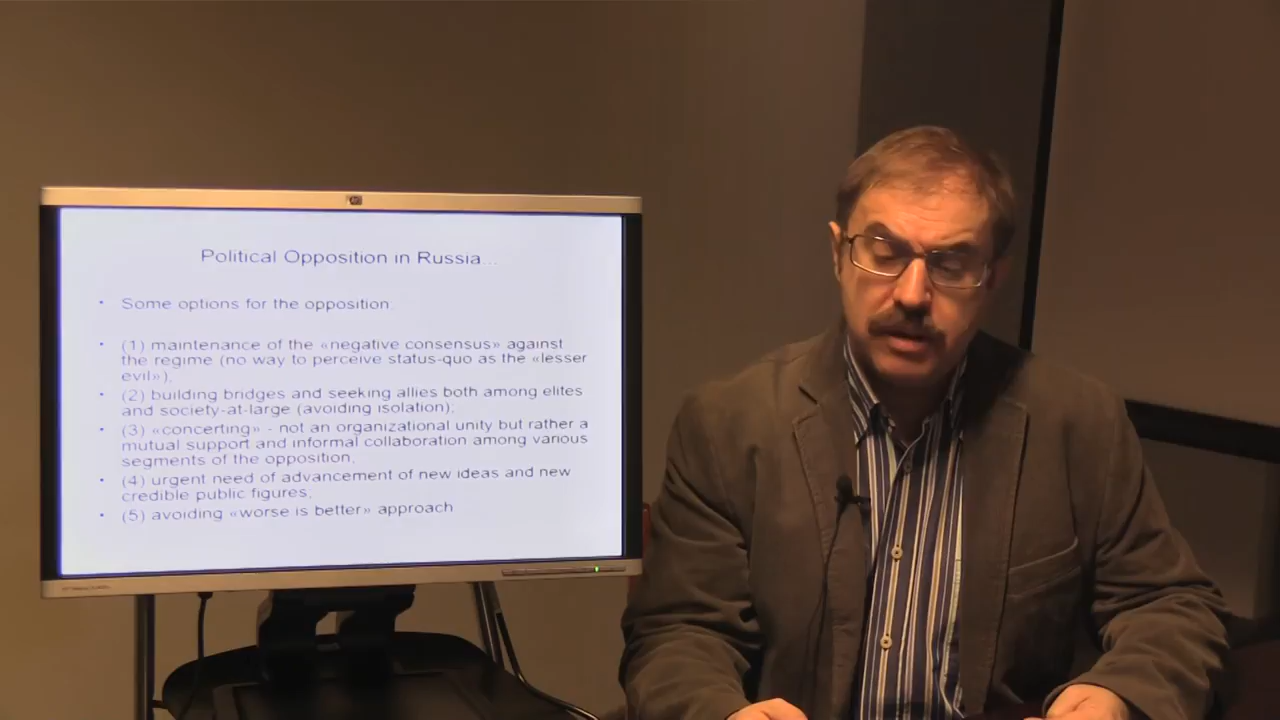 Political Opposition in Russia...
• Some options for the opposition:
• (1) maintenance of the «negative consensus» against
the regime (no way to perceive status-quo as the «lesser
evil»);
• (2) building bridges and seeking allies both among elites
and society-at-large (avoiding isolation);
• (3) «concerting» - not an organizational unity but rather a
mutual support and informal collaboration among various
segments of the opposition;
• (4) urgent need of advancement of new ideas and new
credible public figures;
• (5) avoiding «worse is better» approach